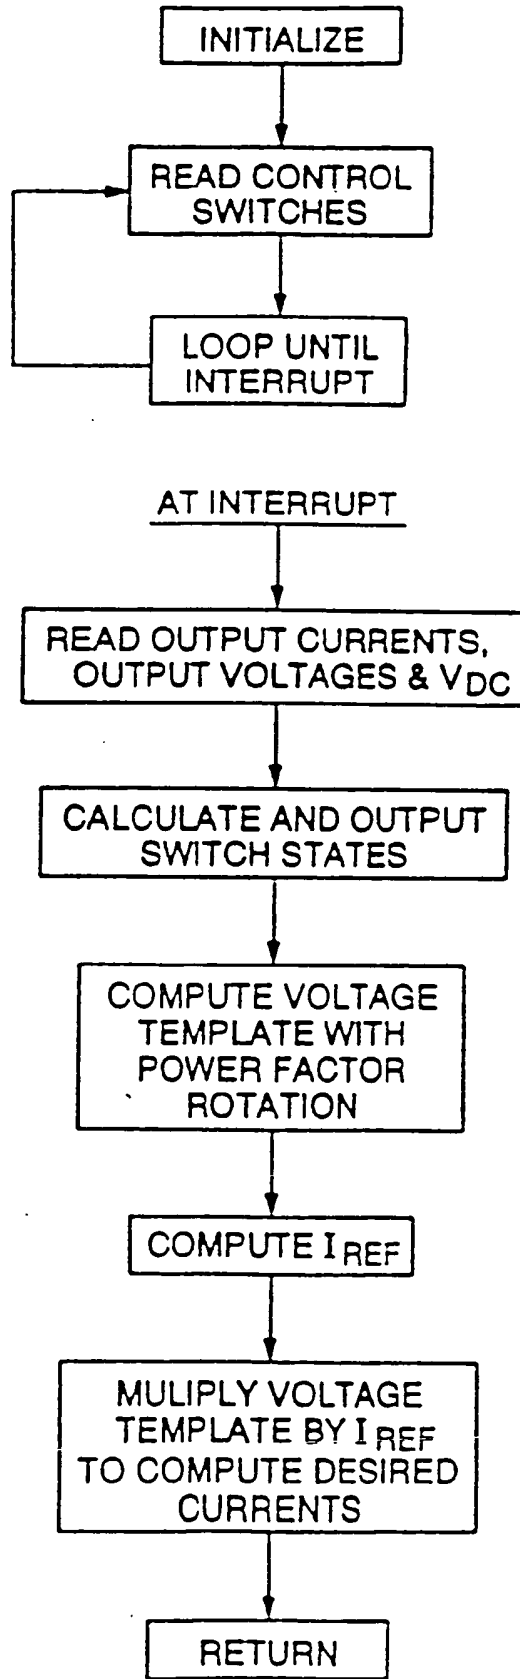 INITIALIZE
READ CONTROL
SWITCHES
LOOP UNTIL
INTERRUPT
AT INTERRUPT
READ OUTPUT CURRENTS,
OUTPUT VOLTAGES & VDC
CALCULATE AND OUTPUT
SWITCH STATES
COMPUTE VOLTAGE
TEMPLATE WITH
POWER FACTOR
ROTATION
COMPUTE IREF
MULIPLY VOLTAGE
TEMPLATE BY IREF
TO COMPUTE DESIRED
CURRENTS
RETURN